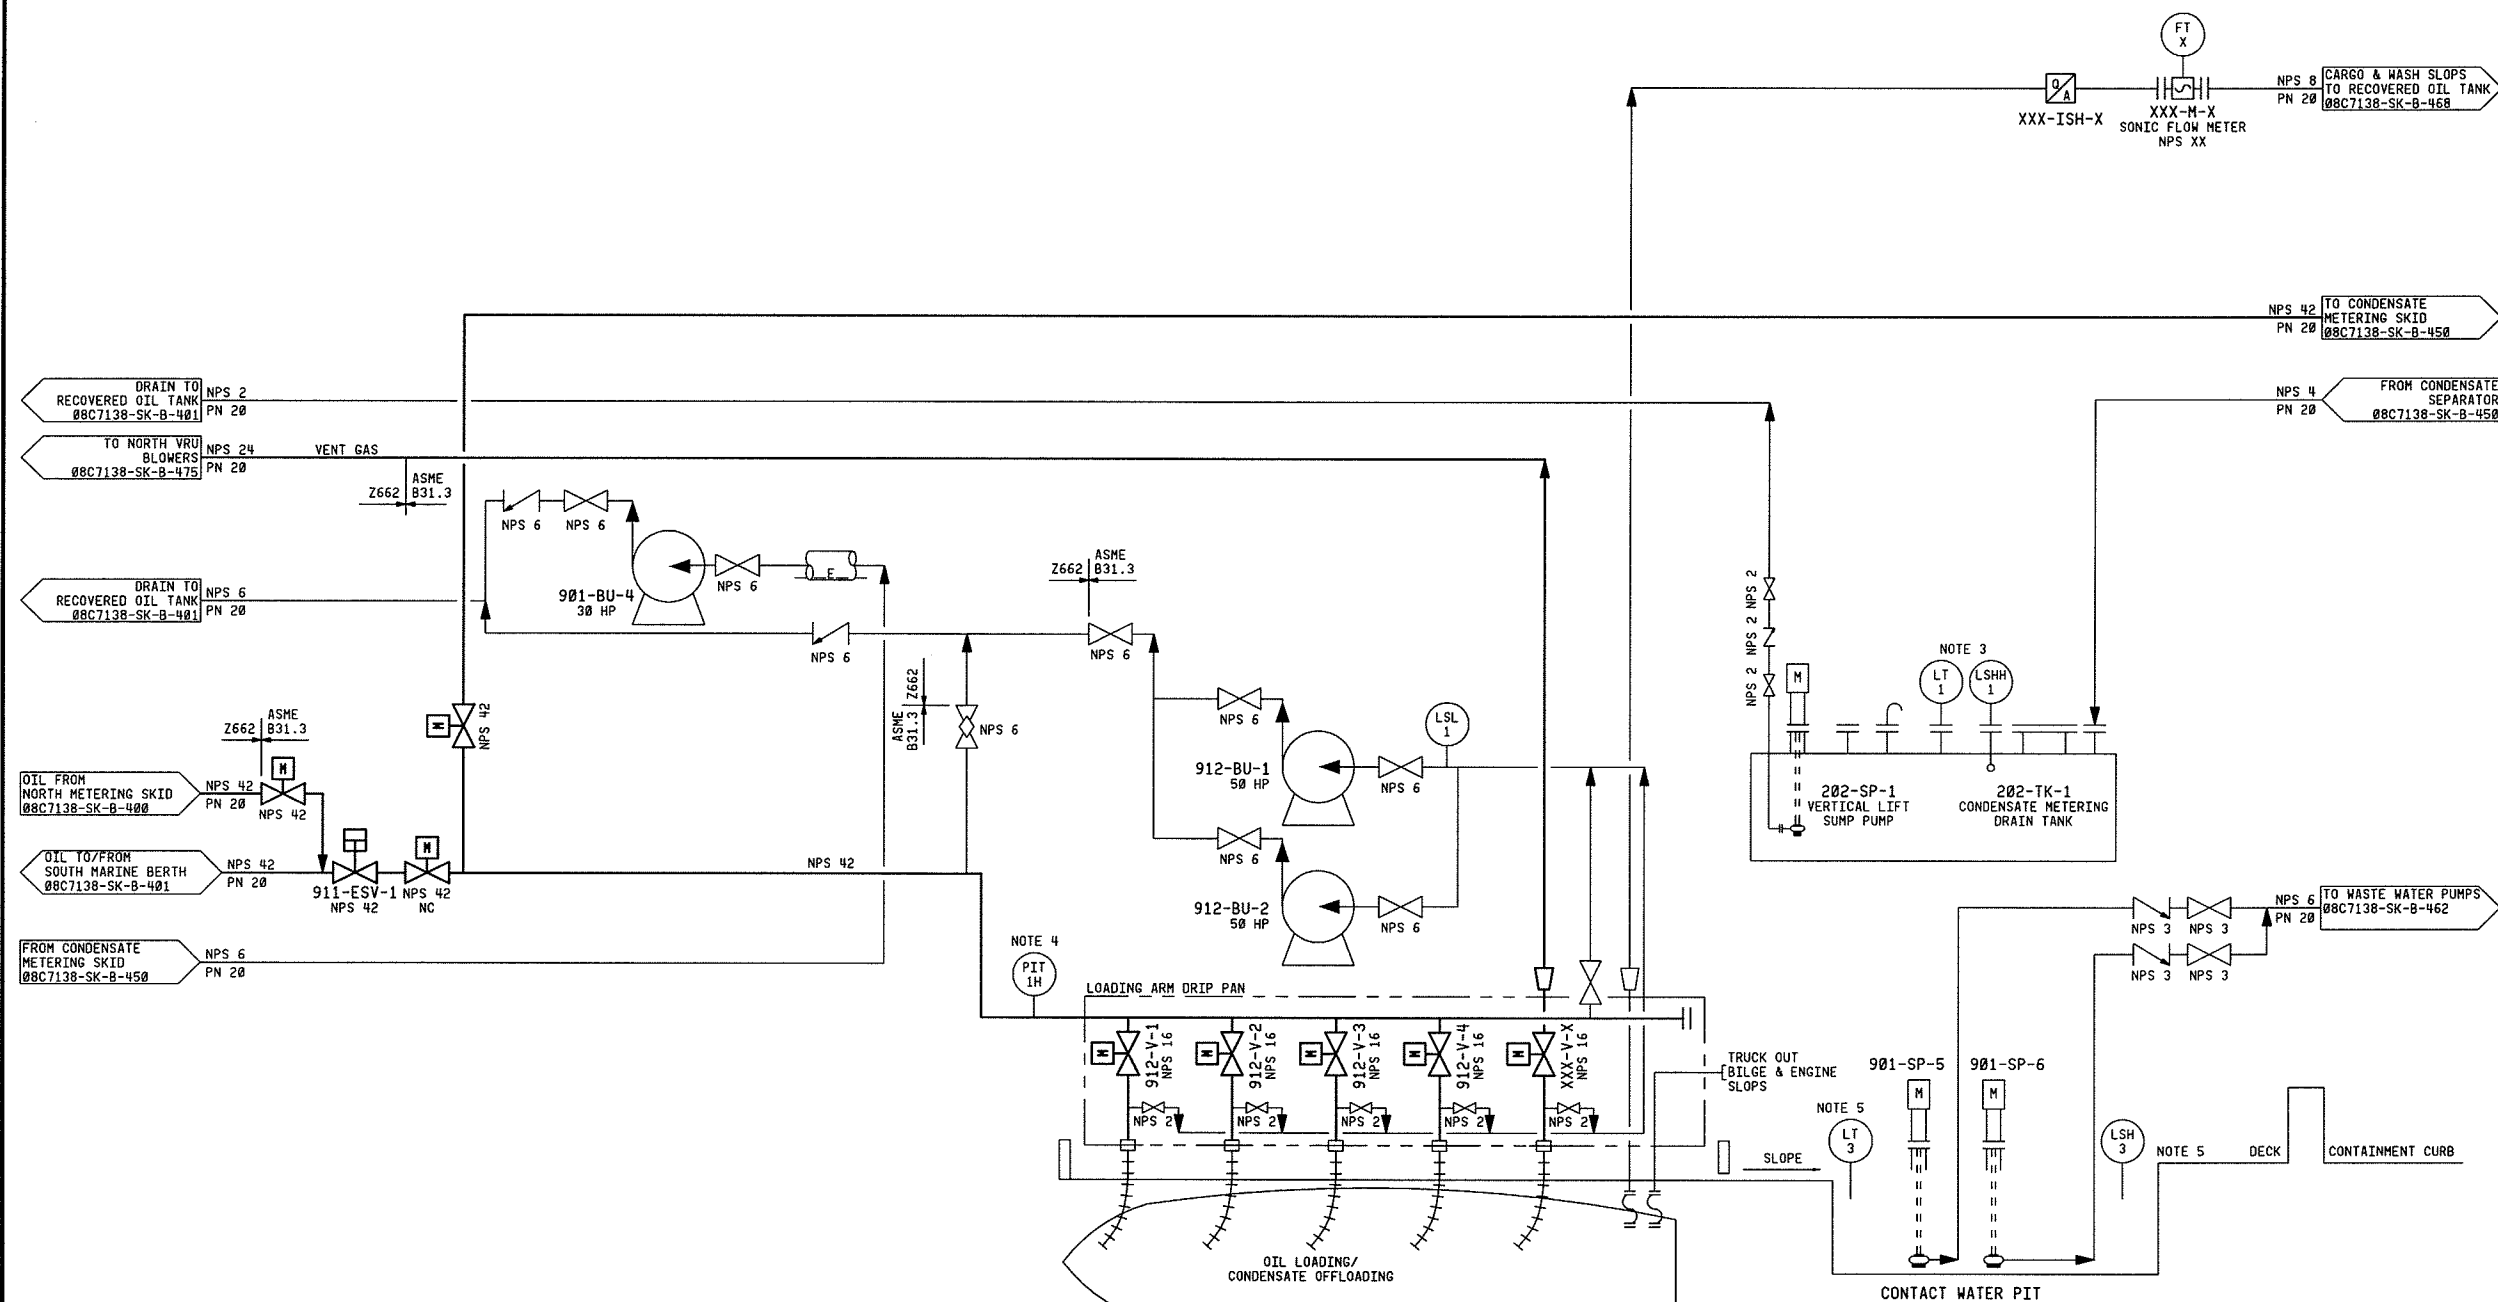 FT
X
NPS 8
PN 20
CARGO & WASH SLOPS
TO RECOVERED OIL TANK
08C7138-SK-B-468
Q
A
XXX-ISH-X
XXX-M-X
SONIC FLOW METER
NPS XX
NPS 42
PN 20
TO CONDENSATE
METERING SKID
08C7138-SK-B-450
DRAIN TO
RECOVERED OIL TANK
08C7138-SK-B-401
NPS 2
PN 20
NPS 4
PN 20
FROM CONDENSATE
SEPARATOR
08C7138-SK-B-450
TO NORTH VRU
BLOWERS
08C7138-SK-B-475
NPS 24
PN 20
VENT GAS
Z662
ASME
B31.3
NPS 6
NPS 6
901-BU-4
30 HP
NPS 6
F
DRAIN TO
RECOVERED OIL TANK
08C7138-SK-B-401
NPS 6
PN 20
Z662
ASME
B31.3
NPS 6
NPS 6
Z662
ASME
B31.3
NPS 6
NPS 6
LSL
1
912-BU-1
50 HP
NPS 6
NPS 6
912-BU-2
50 HP
NPS 6
NPS 2
NPS 2
NPS 2
M
NOTE 3
LT
1
LSHH
1
202-SP-1
VERTICAL LIFT
SUMP PUMP
202-TK-1
CONDENSATE METERING
DRAIN TANK
M
NPS 42
Z662
ASME
B31.3
OIL FROM
NORTH METERING SKID
08C7138-SK-B-400
NPS 42
PN 20
M
NPS 42
OIL TO/FROM
SOUTH MARINE BERTH
08C7138-SK-B-401
NPS 42
PN 20
911-ESV-1
NPS 42
M
NPS 42
NC
NPS 42
FROM CONDENSATE
METERING SKID
08C7138-SK-B-450
NPS 6
PN 20
NPS 3
NPS 3
NPS 3
NPS 3
NPS 6
PN 20
TO WASTE WATER PUMPS
08C7138-SK-B-462
NOTE 4
PIT
1H
LOADING ARM DRIP PAN
M
912-V-1
NPS 16
M
912-V-2
NPS 16
M
912-V-3
NPS 16
M
912-V-4
NPS 16
M
XXX-V-X
NPS 16
NPS 2
NPS 2
NPS 2
NPS 2
NPS 2
TRUCK OUT
BILGE & ENGINE
SLOPS
SLOPE
OIL LOADING/
CONDENSATE OFFLOADING
NOTE 5
LT
3
901-SP-5
M
901-SP-6
M
LSH
3
NOTE 5
DECK
CONTAINMENT CURB
CONTACT WATER PIT